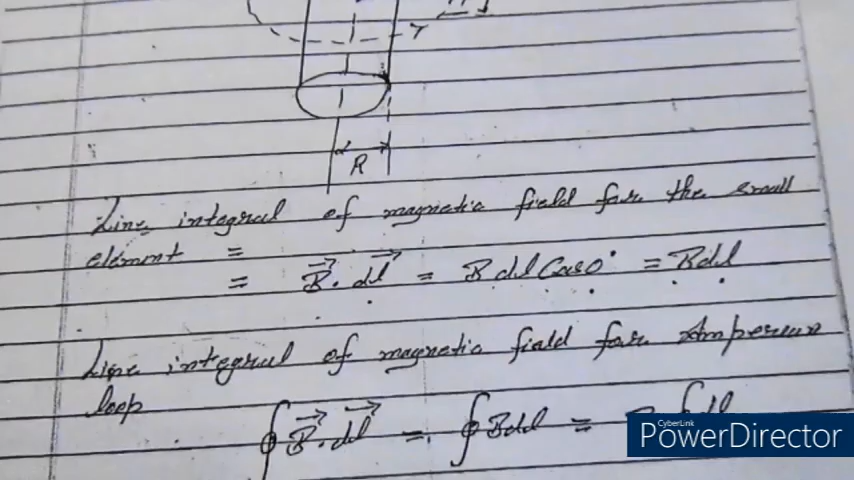 r
R
Line integral of magnetic field for the small
element =
= B⃗. dl⃗ = B dl Cos0° = Bdl
Line integral of magnetic field for Amperean
loop
∮ B⃗. dl⃗ = ∮ Bdl =
CyberLink
PowerDirector